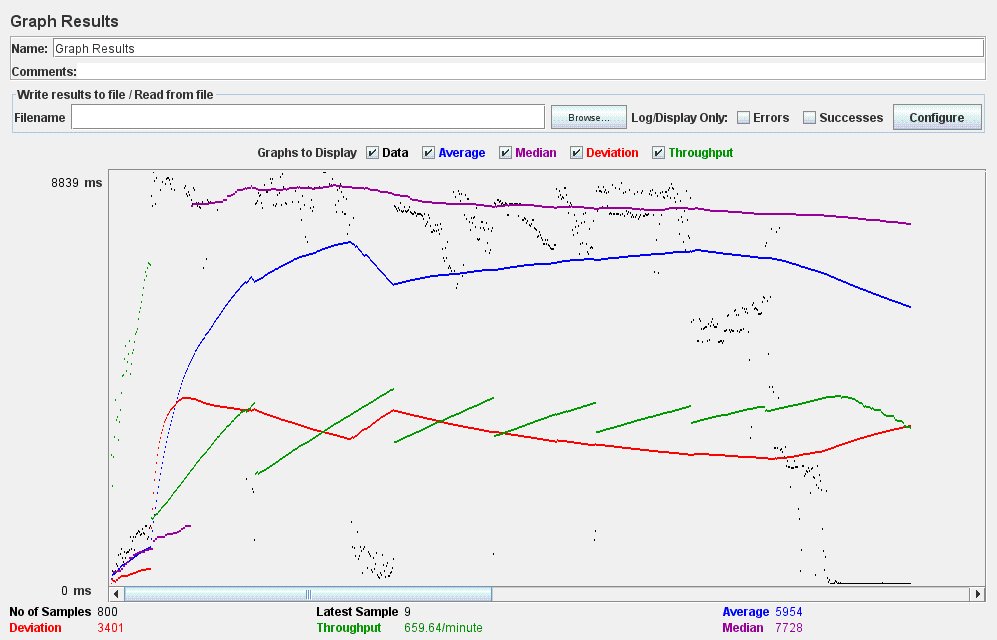 Graph Results
Name: Graph Results
Comments:
Write results to file / Read from file
Filename Browse... Log/Display Only: Errors Successes Configure
Graphs to Display Data Average Median Deviation Throughput
8839 ms
0 ms
No of Samples 800 Latest Sample 9 Average 5954
Deviation 3401 Throughput 659.64/minute Median 7728